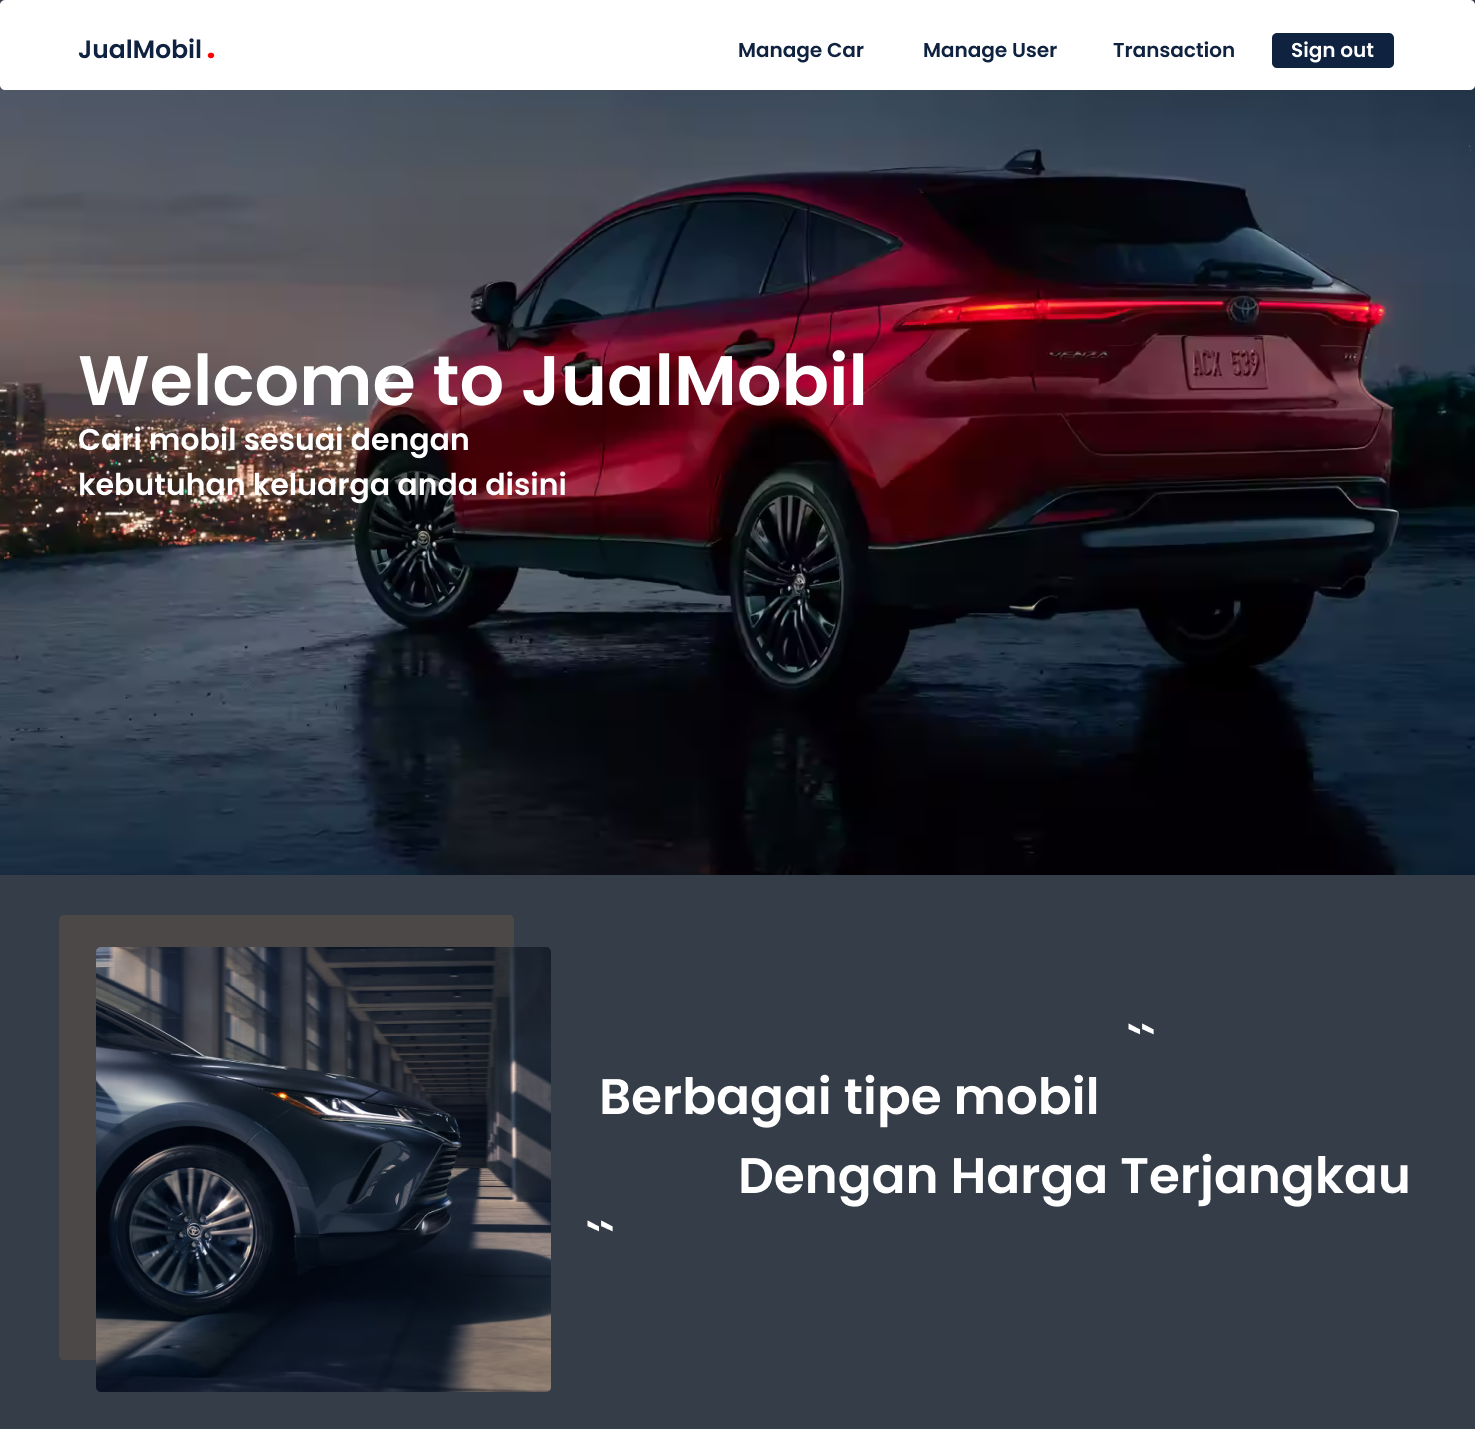 JualMobil.
Manage Car
Manage User
Transaction
Sign out
Welcome to JualMobil
Cari mobil sesuai dengan
kebutuhan keluarga anda disini
VENZA
ACX 539
Berbagai tipe mobil
Dengan Harga Terjangkau